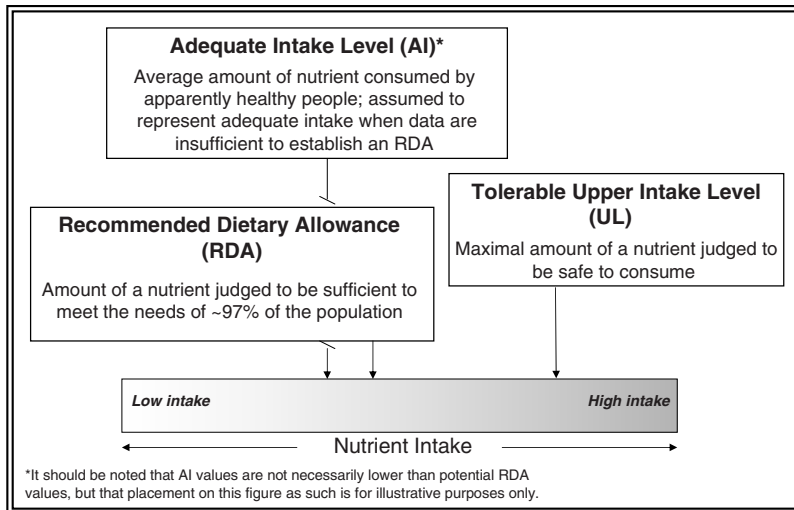 Adequate Intake Level (AI)*
Average amount of nutrient consumed by
apparently healthy people; assumed to
represent adequate intake when data are
insufficient to establish an RDA
Recommended Dietary Allowance
(RDA)
Amount of a nutrient judged to be sufficient to
meet the needs of ~97% of the population
Tolerable Upper Intake Level
(UL)
Maximal amount of a nutrient judged to
be safe to consume
Low intake
High intake
Nutrient Intake
*It should be noted that AI values are not necessarily lower than potential RDA
values, but that placement on this figure as such is for illustrative purposes only.